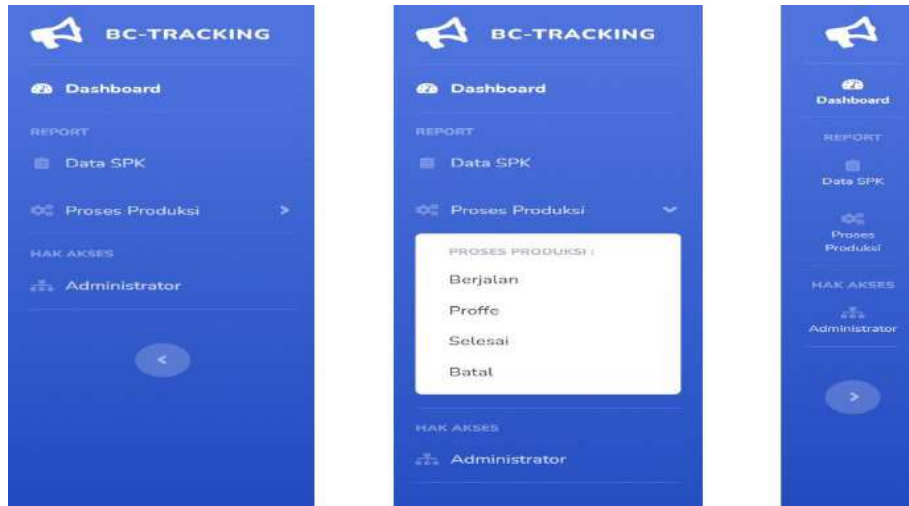 BC-TRACKING
Dashboard
REPORT
Data SPK
Proses Produksi
HAK AKSES
Administrator
BC-TRACKING
Dashboard
REPORT
Data SPK
Proses Produksi
PROSES PRODUKSI :
Berjalan
Proffe
Selesai
Batal
HAK AKSES
Administrator
Dashboard
REPORT
Data SPK
Proses
Produksi
HAK AKSES
Administrator